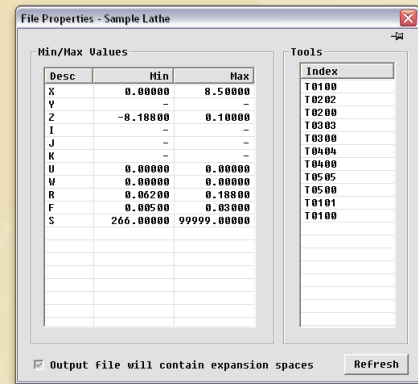 File Properties - Sample Lathe
Min/Max Values
Desc Min Max
X 0.00000 8.50000
Y - -
Z -8.18800 0.10000
I - -
J - -
K - -
U 0.00000 0.00000
W 0.00000 0.00000
R 0.06200 0.18800
F 0.00500 0.03000
S 266.00000 99999.00000
Tools
Index
T0100
T0202
T0200
T0303
T0300
T0404
T0400
T0505
T0500
T0101
T0100
Output file will contain expansion spaces
Refresh